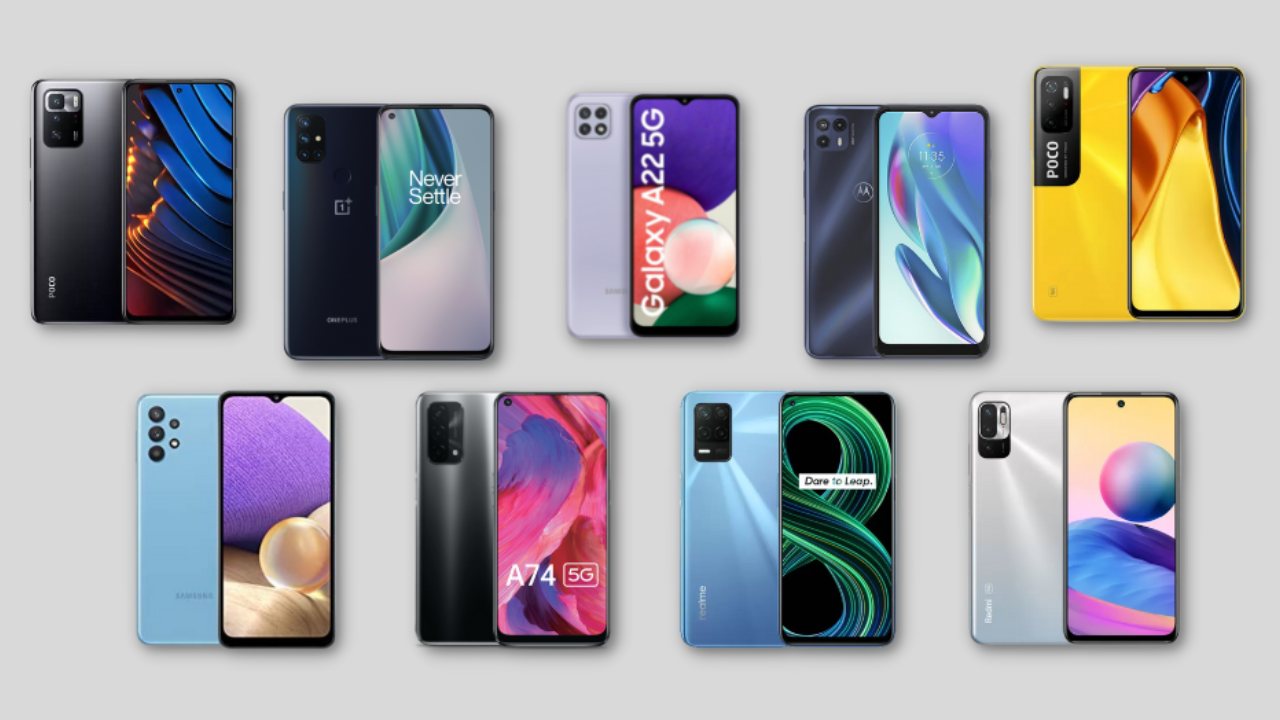 POCO
ONEPLUS
Never
Settle
Galaxy A22 5G
SAMSUNG
11:35
POCO
SAMSUNG
A74 5G
realme
Dare to Leap.
Redmi